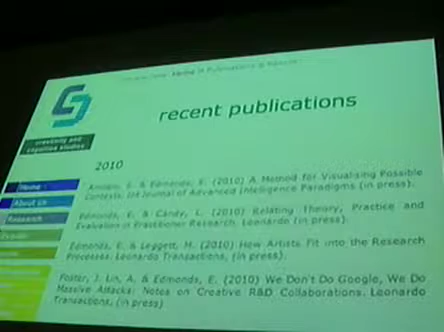 recent publications
creativity and
cognition studios
2010
Home
About Us
Research
E. & Edmonds, E. (2010) A Method for Visualising Possible
Contexts. Journal of Advanced Intelligence Paradigms (in press).
Edmonds, E. & Candy, L. (2010) Relating Theory, Practice and
Evaluation in Practitioner Research. Leonardo (in press).
Edmonds, E. & Leggett, M. (2010) How Artists Fit into the Research
Processes. Leonardo Transactions, (in press).
Foster, J. Lin, A. & Edmonds, E. (2010) We Don't Do Google, We Do
Massive Attacks: Notes on Creative R&D Collaborations. Leonardo
Transactions, (in press)